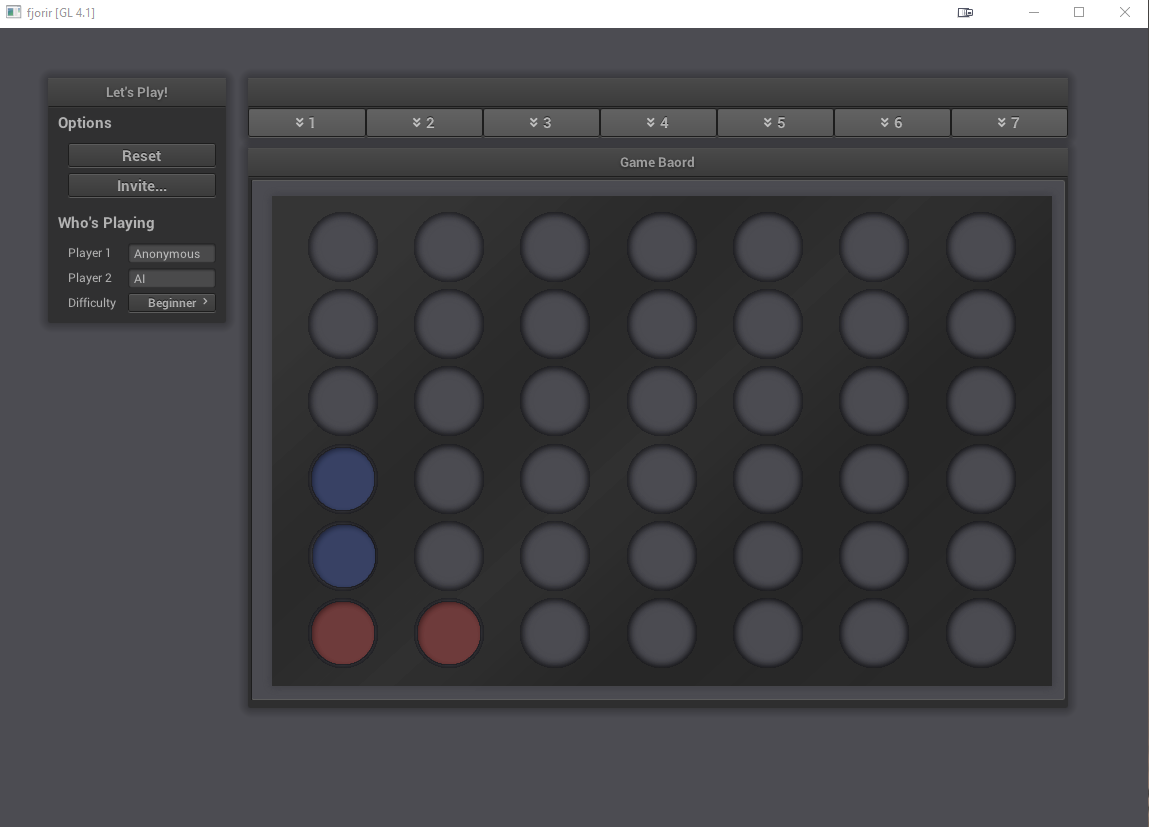 fjorir [GL 4.1]
Let's Play!
Options
Reset
Invite...
Who's Playing
Player 1 Anonymous
Player 2 AI
Difficulty Beginner
1 2 3 4 5 6 7
Game Baord